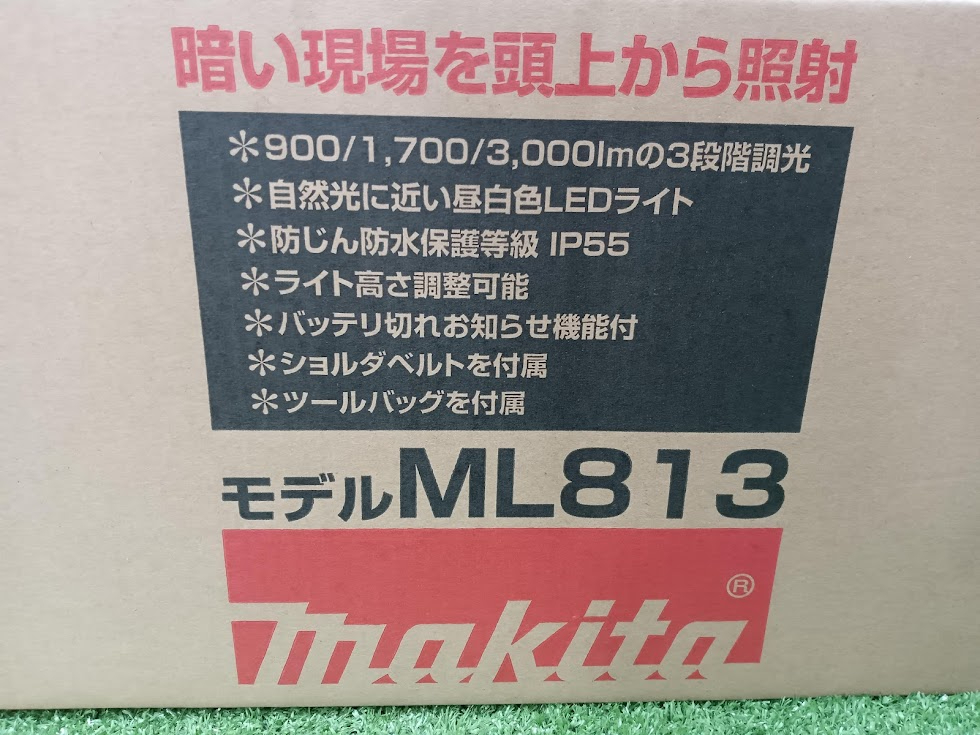 暗い現場を頭上から照射
＊900/1,700/3,000lmの3段階調光
＊自然光に近い昼白色LEDライト
＊防じん防水保護等級 IP55
＊ライト高さ調整可能
＊バッテリ切れお知らせ機能付
＊ショルダベルトを付属
＊ツールバッグを付属
モデルML813
makita®